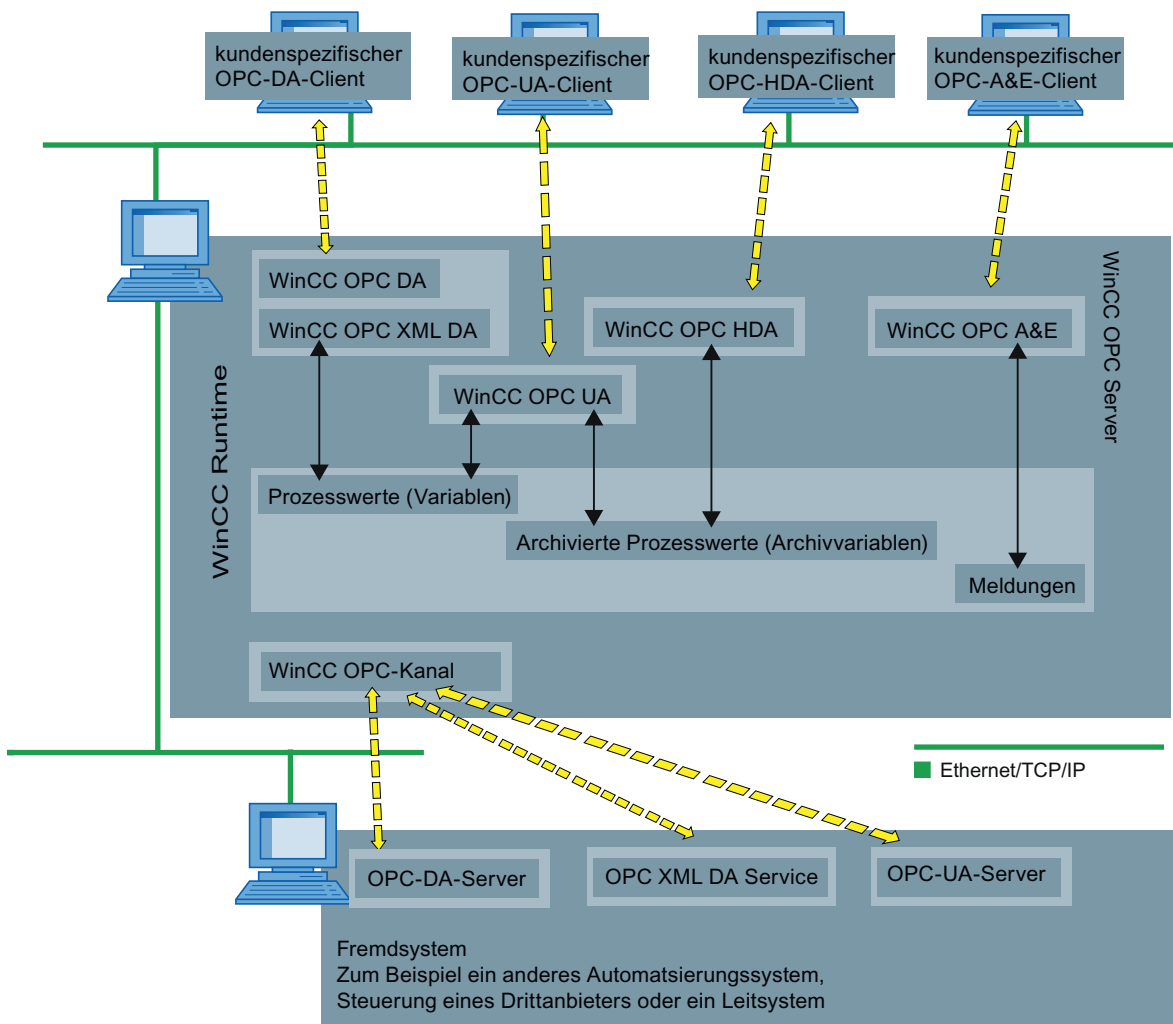 kundenspezifischer
OPC-DA-Client
kundenspezifischer
OPC-UA-Client
kundenspezifischer
OPC-HDA-Client
kundenspezifischer
OPC-A&E-Client
WinCC Runtime
WinCC OPC Server
WinCC OPC DA
WinCC OPC XML DA
WinCC OPC HDA
WinCC OPC A&E
WinCC OPC UA
Prozesswerte (Variablen)
Archivierte Prozesswerte (Archivvariablen)
Meldungen
WinCC OPC-Kanal
Ethernet/TCP/IP
OPC-DA-Server
OPC XML DA Service
OPC-UA-Server
Fremdsystem
Zum Beispiel ein anderes Automatsierungssystem,
Steuerung eines Drittanbieters oder ein Leitsystem